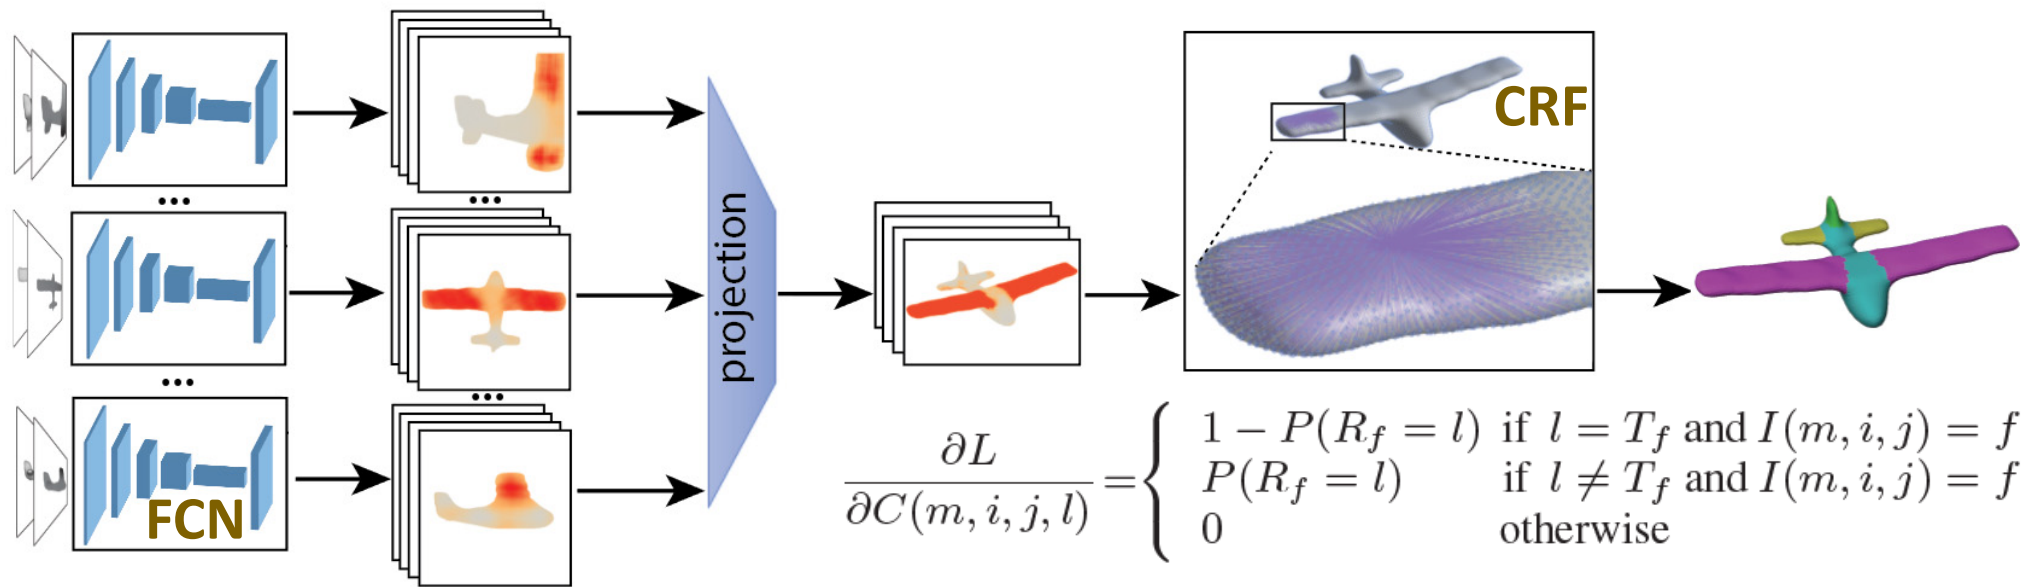 FCN
projection
CRF
∂L / ∂C(m, i, j, l) = {
1 − P(R_f = l) if l = T_f and I(m, i, j) = f
P(R_f = l) if l ≠ T_f and I(m, i, j) = f
0 otherwise